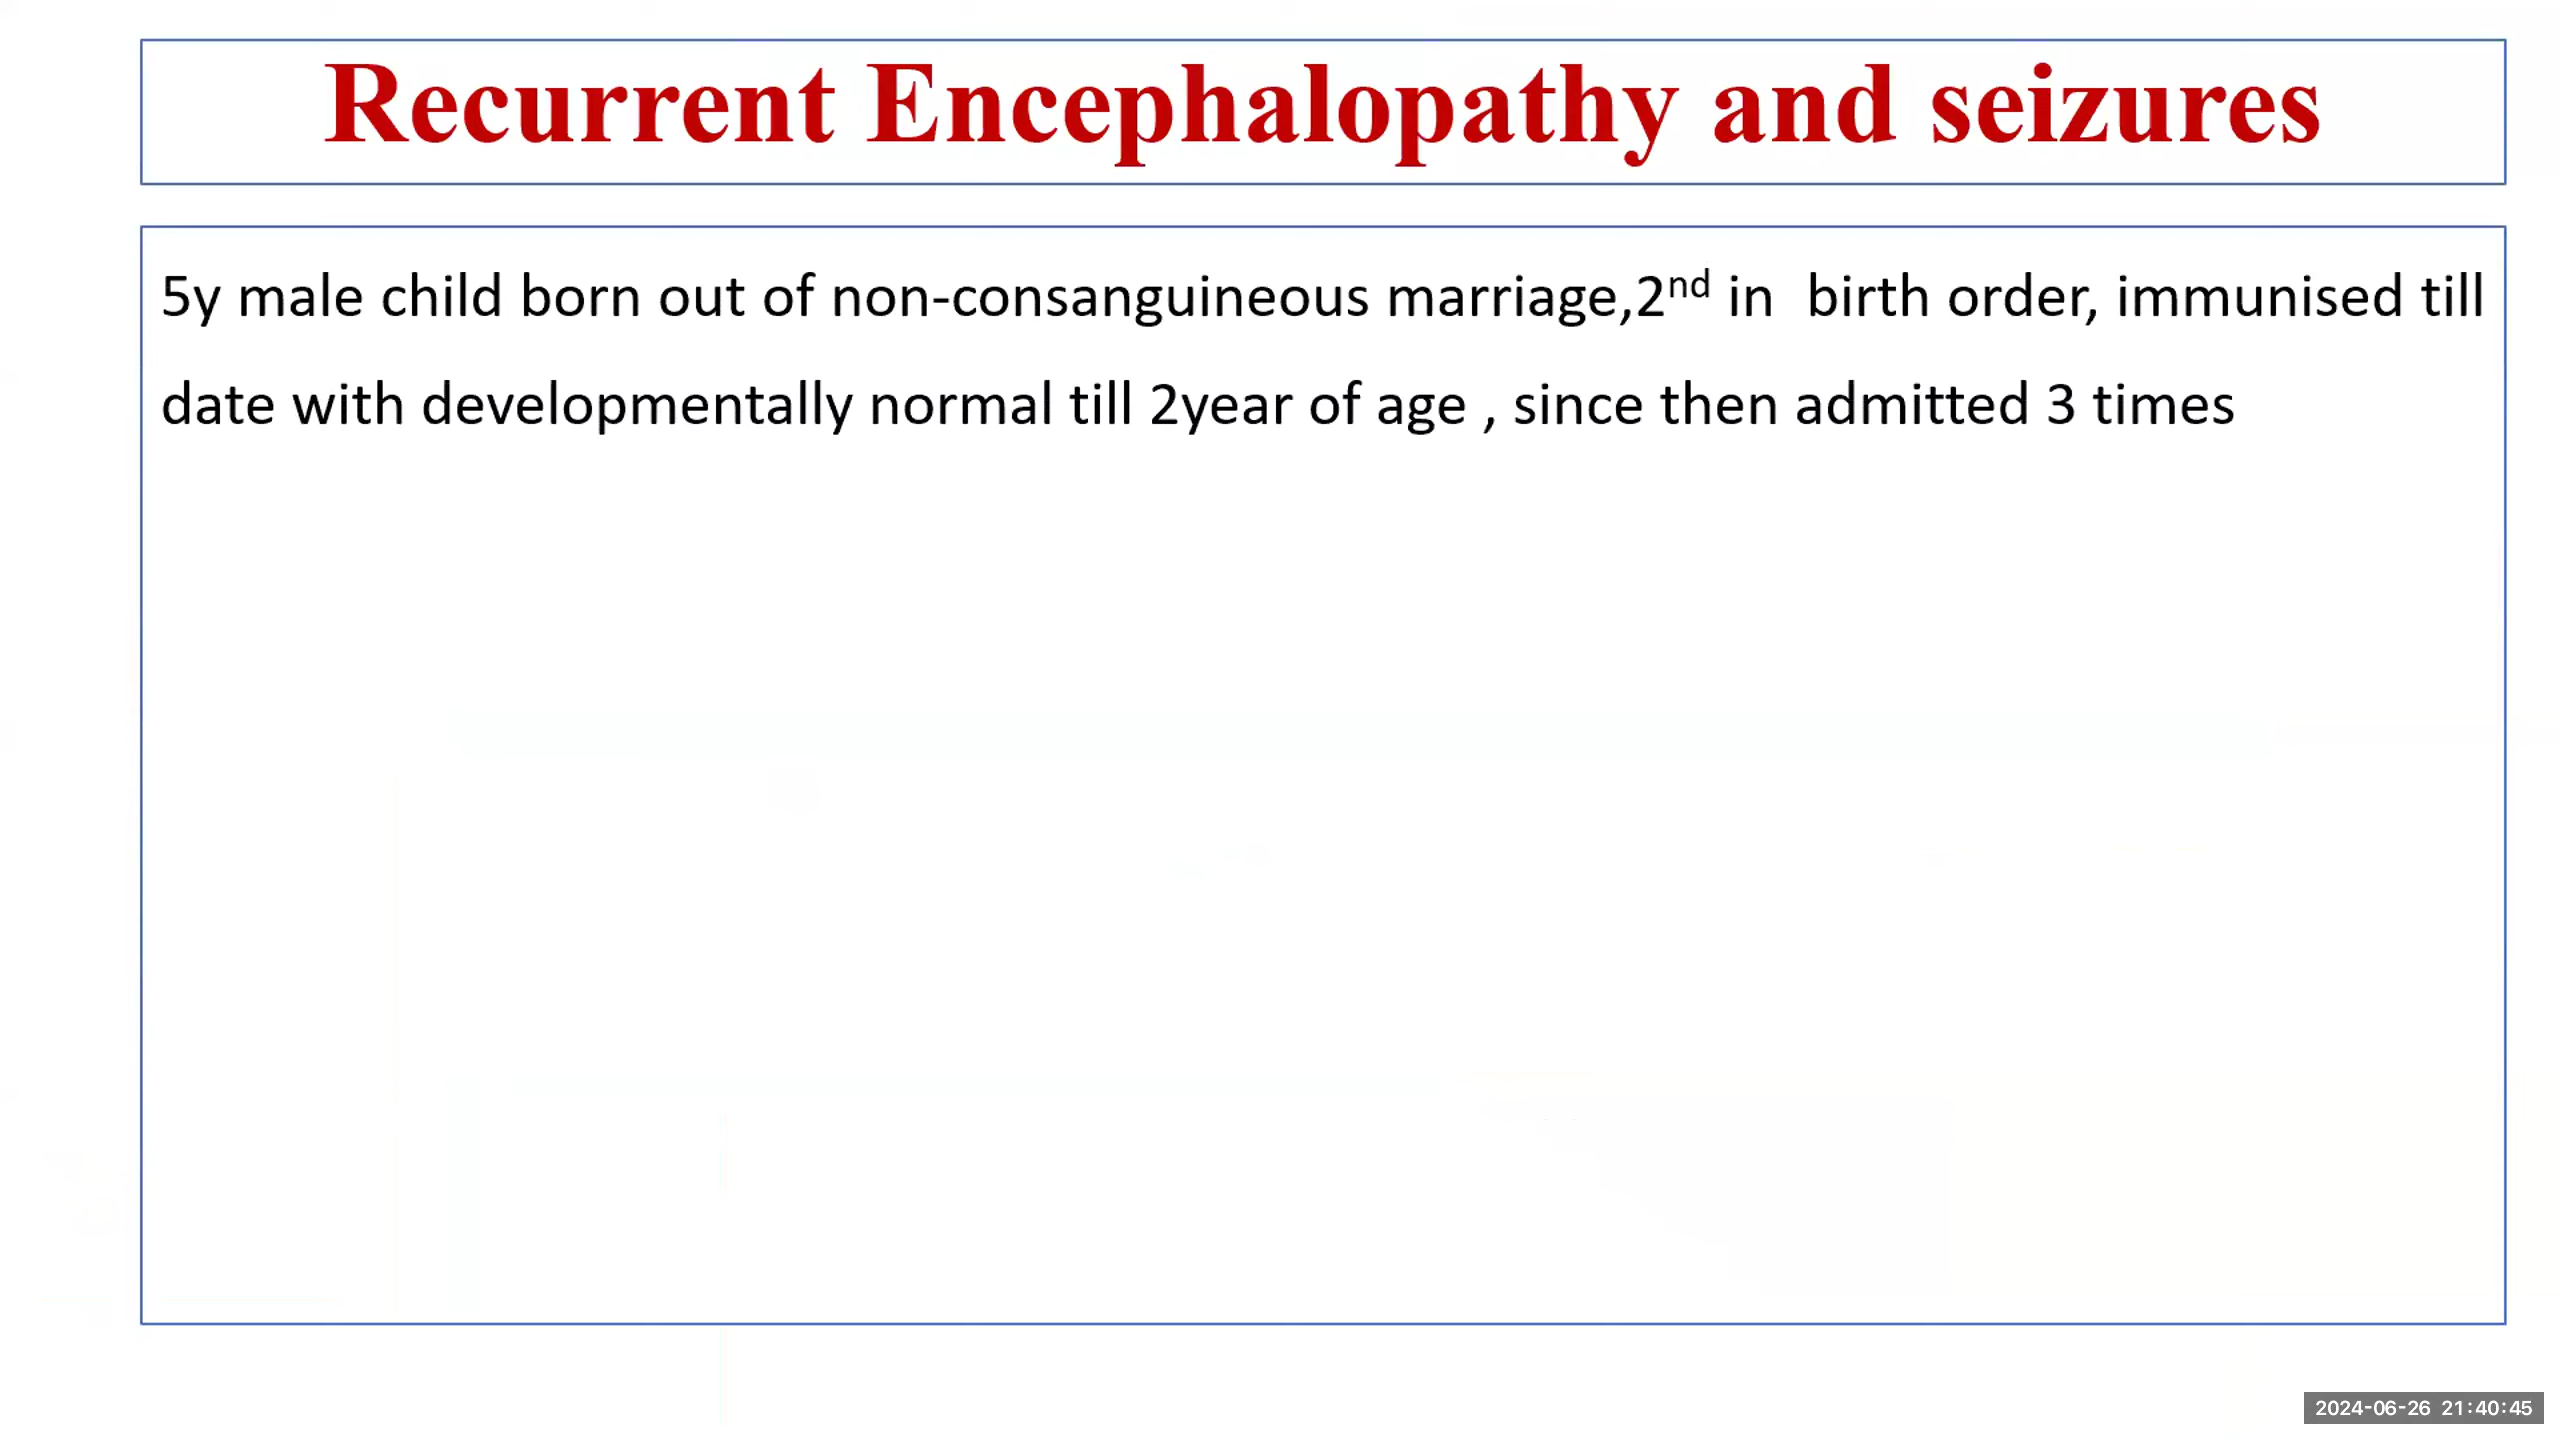 Recurrent Encephalopathy and seizures
5y male child born out of non-consanguineous marriage,2nd in  birth order, immunised till
date with developmentally normal till 2year of age , since then admitted 3 times
2024-06-26 21:40:45